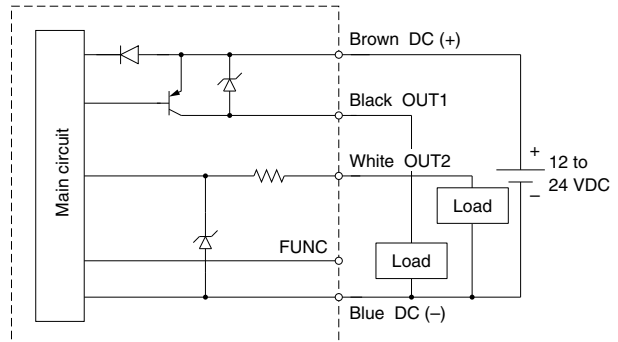 Brown DC (+)
Black OUT1
White OUT2
Main circuit
+
12 to
24 VDC
–
Load
FUNC
Load
Blue DC (–)